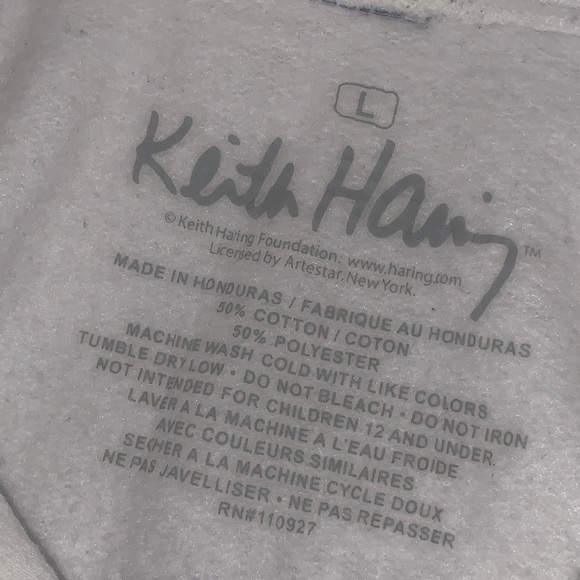 L
Keith Haring™
© Keith Haring Foundation. www.haring.com
Licensed by Artestar, New York.
MADE IN HONDURAS / FABRIQUE AU HONDURAS
50% COTTON / COTON
50% POLYESTER
MACHINE WASH COLD WITH LIKE COLORS
TUMBLE DRY LOW • DO NOT BLEACH • DO NOT IRON
NOT INTENDED FOR CHILDREN 12 AND UNDER.
LAVER A LA MACHINE A L'EAU FROIDE
AVEC COULEURS SIMILAIRES
SECHER A LA MACHINE CYCLE DOUX
NE PAS JAVELLISER • NE PAS REPASSER
RN#110927